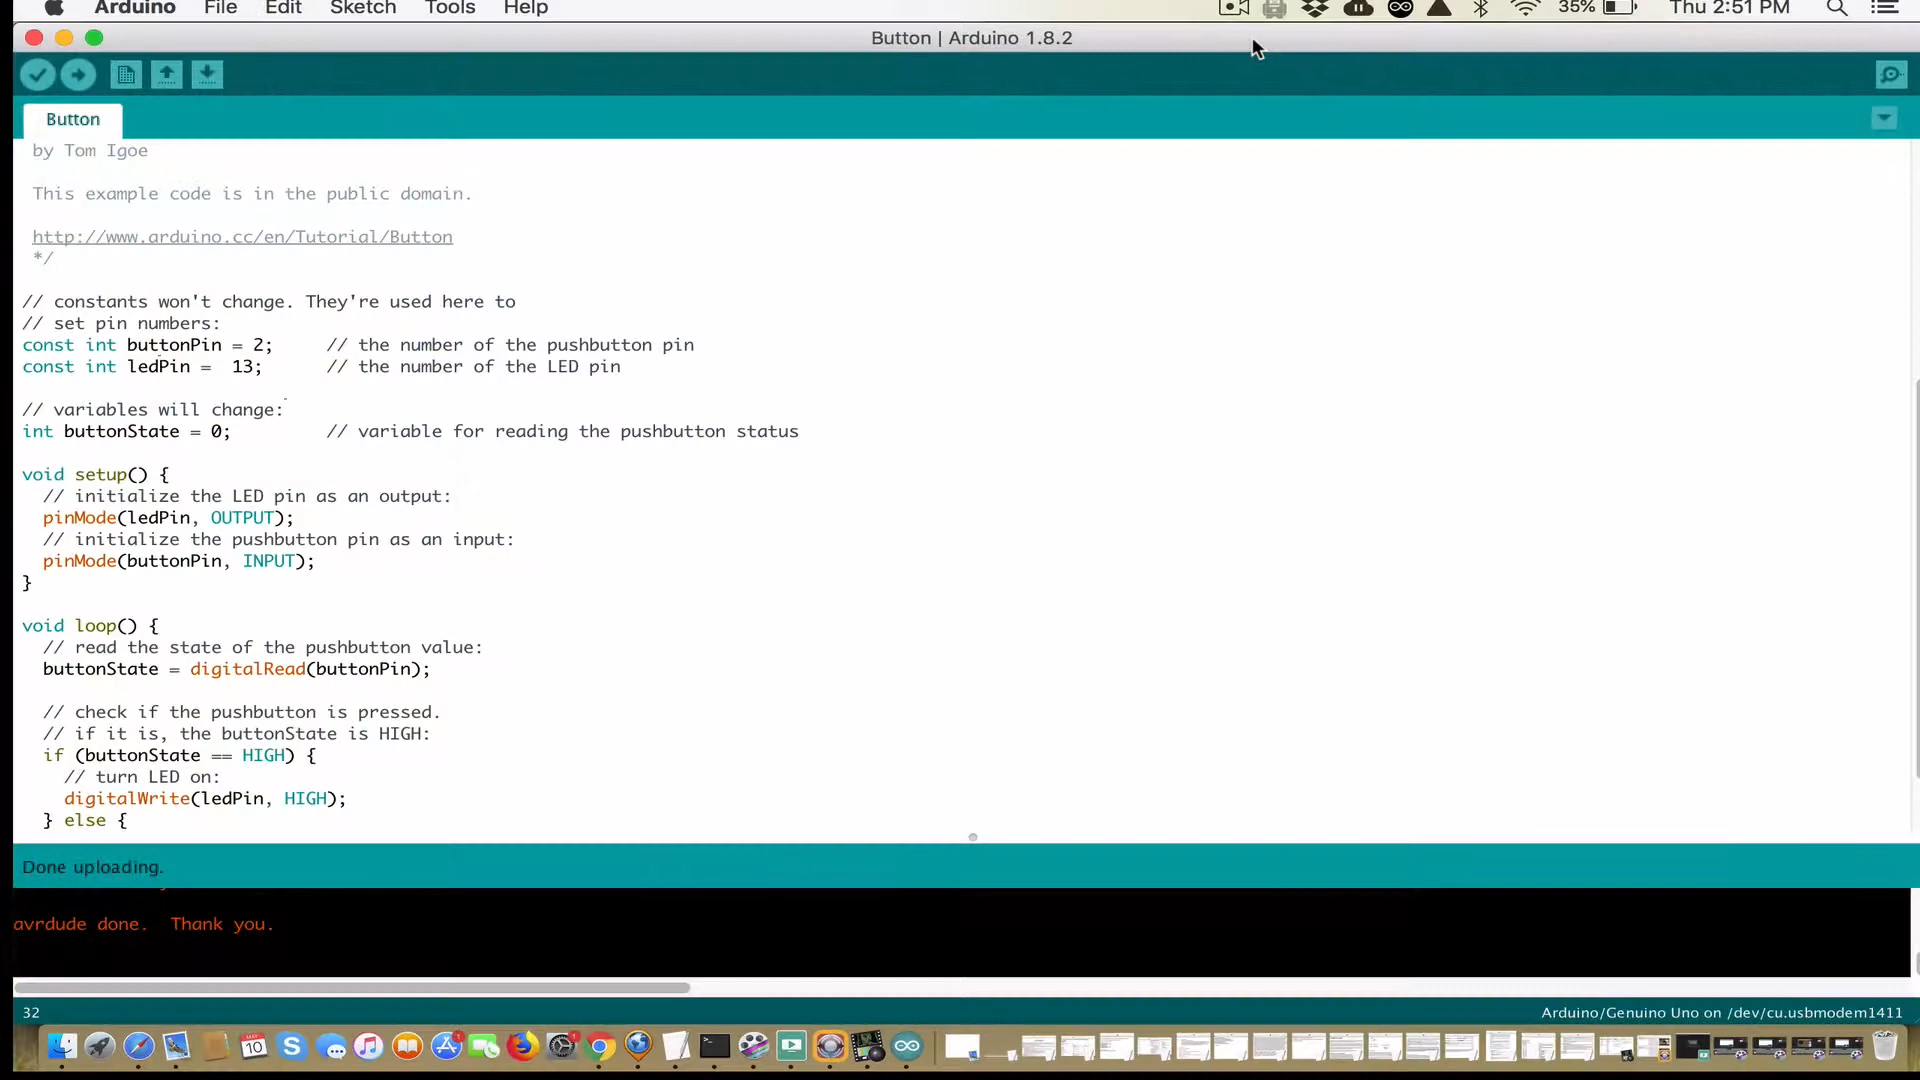 Arduino File Edit Sketch Tools Help 35% Thu 2:51 PM
Button | Arduino 1.8.2
Button
by Tom Igoe
This example code is in the public domain.
http://www.arduino.cc/en/Tutorial/Button
*/
// constants won't change. They're used here to
// set pin numbers:
const int buttonPin = 2;     // the number of the pushbutton pin
const int ledPin =  13;      // the number of the LED pin
// variables will change:
int buttonState = 0;         // variable for reading the pushbutton status
void setup() {
  // initialize the LED pin as an output:
  pinMode(ledPin, OUTPUT);
  // initialize the pushbutton pin as an input:
  pinMode(buttonPin, INPUT);
}
void loop() {
  // read the state of the pushbutton value:
  buttonState = digitalRead(buttonPin);
  // check if the pushbutton is pressed.
  // if it is, the buttonState is HIGH:
  if (buttonState == HIGH) {
    // turn LED on:
    digitalWrite(ledPin, HIGH);
  } else {
Done uploading.
avrdude done.  Thank you.
32 Arduino/Genuino Uno on /dev/cu.usbmodem1411
MAY
10